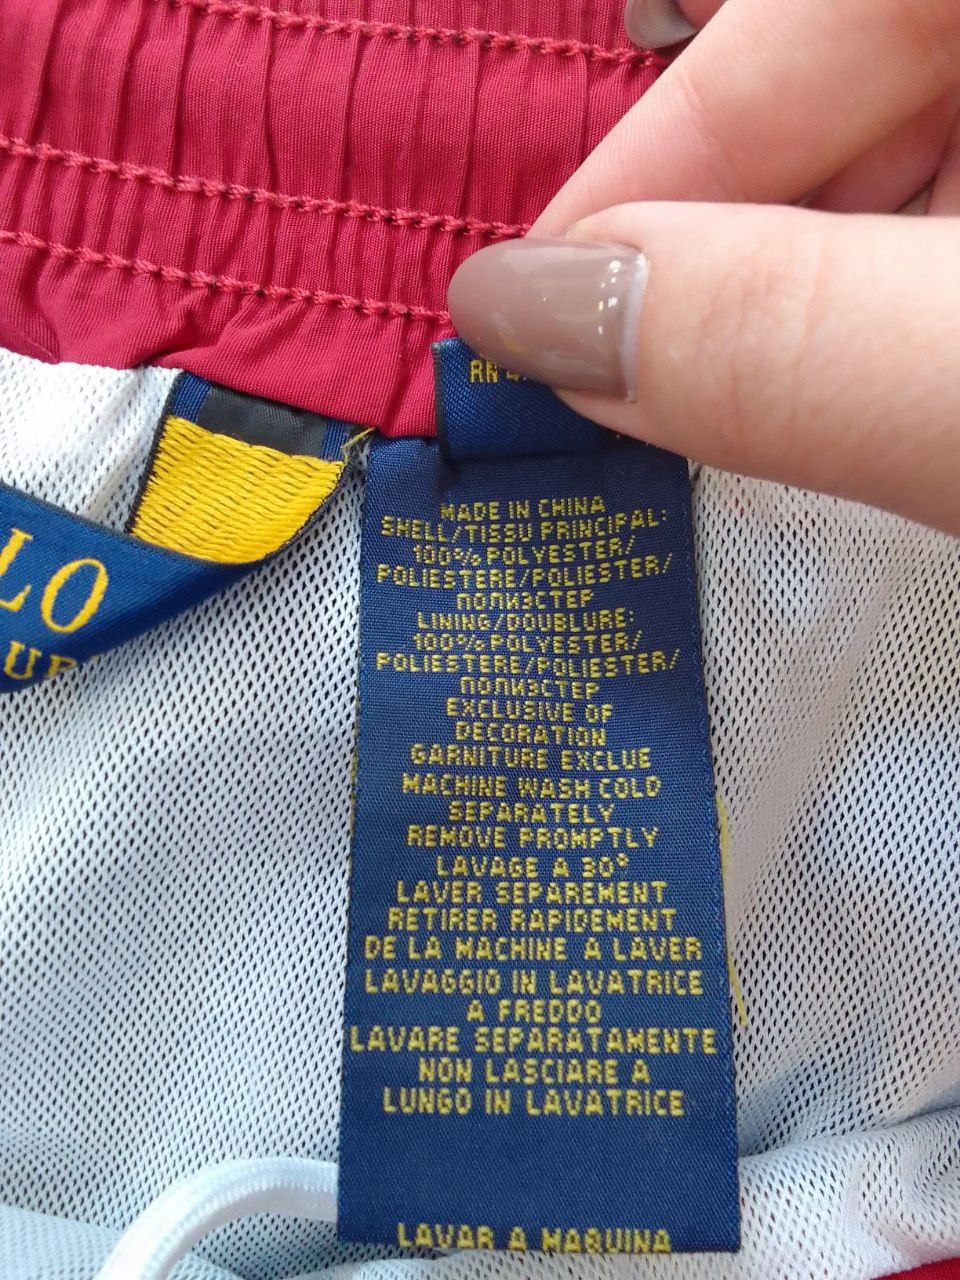 LO
RN
MADE IN CHINA
SHELL/TISSU PRINCIPAL:
100% POLYESTER/
POLIESTERE/POLIESTER/
ПОЛИЭСТЕР
LINING/DOUBLURE:
100% POLYESTER/
POLIESTERE/POLIESTER/
ПОЛИЭСТЕР
EXCLUSIVE OF
DECORATION
GARNITURE EXCLUE
MACHINE WASH COLD
SEPARATELY
REMOVE PROMPTLY
LAVAGE A 30°
LAVER SEPAREMENT
RETIRER RAPIDEMENT
DE LA MACHINE A LAVER
LAVAGGIO IN LAVATRICE
A FREDDO
LAVARE SEPARATAMENTE
NON LASCIARE A
LUNGO IN LAVATRICE
LAVAR A MAQUINA